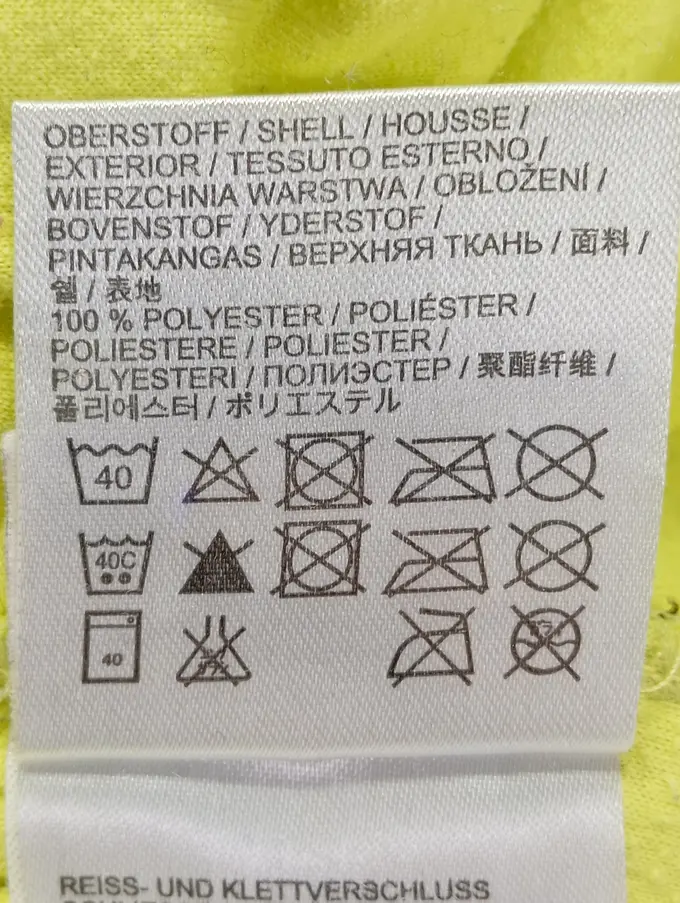 OBERSTOFF / SHELL / HOUSSE /
EXTERIOR / TESSUTO ESTERNO /
WIERZCHNIA WARSTWA / OBLOŽENÍ /
BOVENSTOF / YDERSTOF /
PINTAKANGAS / ВЕРХНЯЯ ТКАНЬ / 面料 /
쉘 / 表地
100 % POLYESTER / POLIÉSTER /
POLIESTERE / POLIESTER /
POLYESTERI / ПОЛИЭСТЕР / 聚酯纤维 /
폴리에스터 / ポリエステル
40
40C
40
REISS- UND KLETTVERSCHLUSS